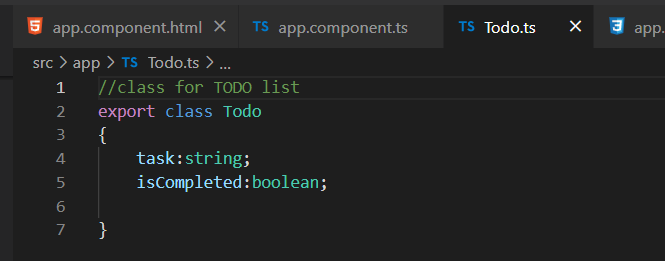 app.component.html
TS app.component.ts
TS Todo.ts
app.
src > app > TS Todo.ts > ...
1 //class for TODO list
2 export class Todo
3 {
4 task:string;
5 isCompleted:boolean;
6
7 }